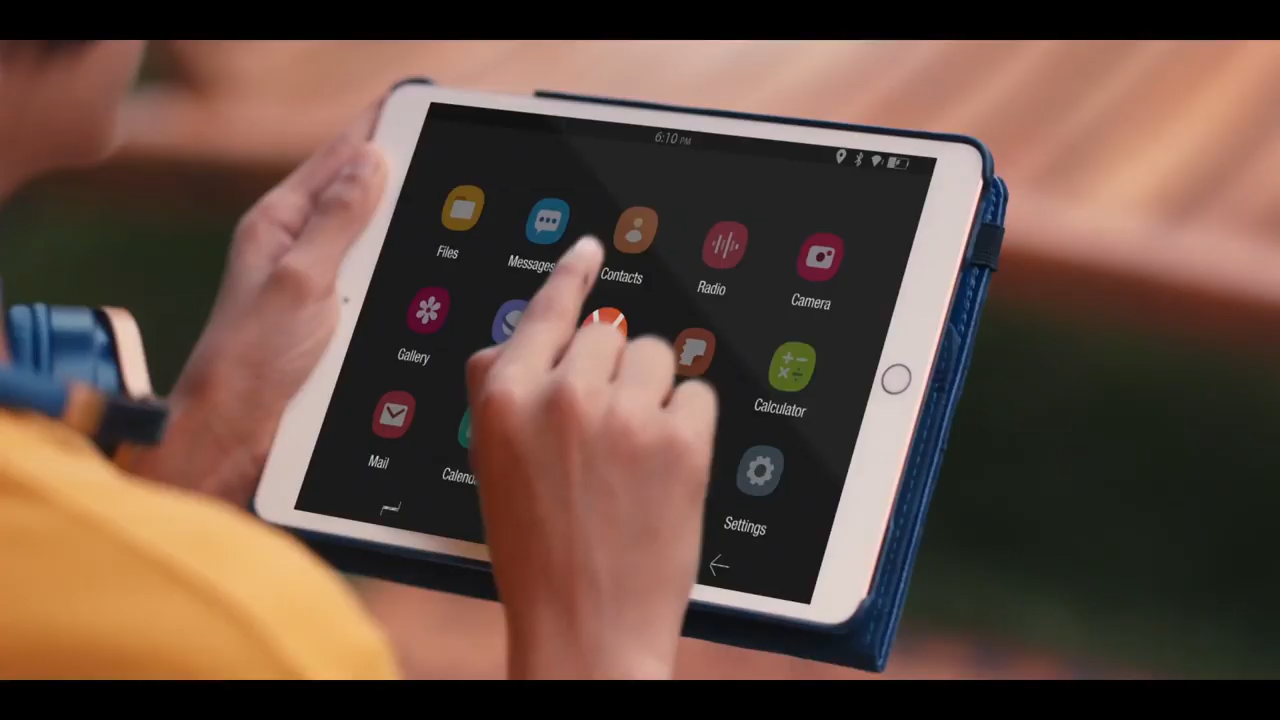 6:10 PM
Files
Messages
Contacts
Radio
Camera
Gallery
Calculator
Mail
Settings